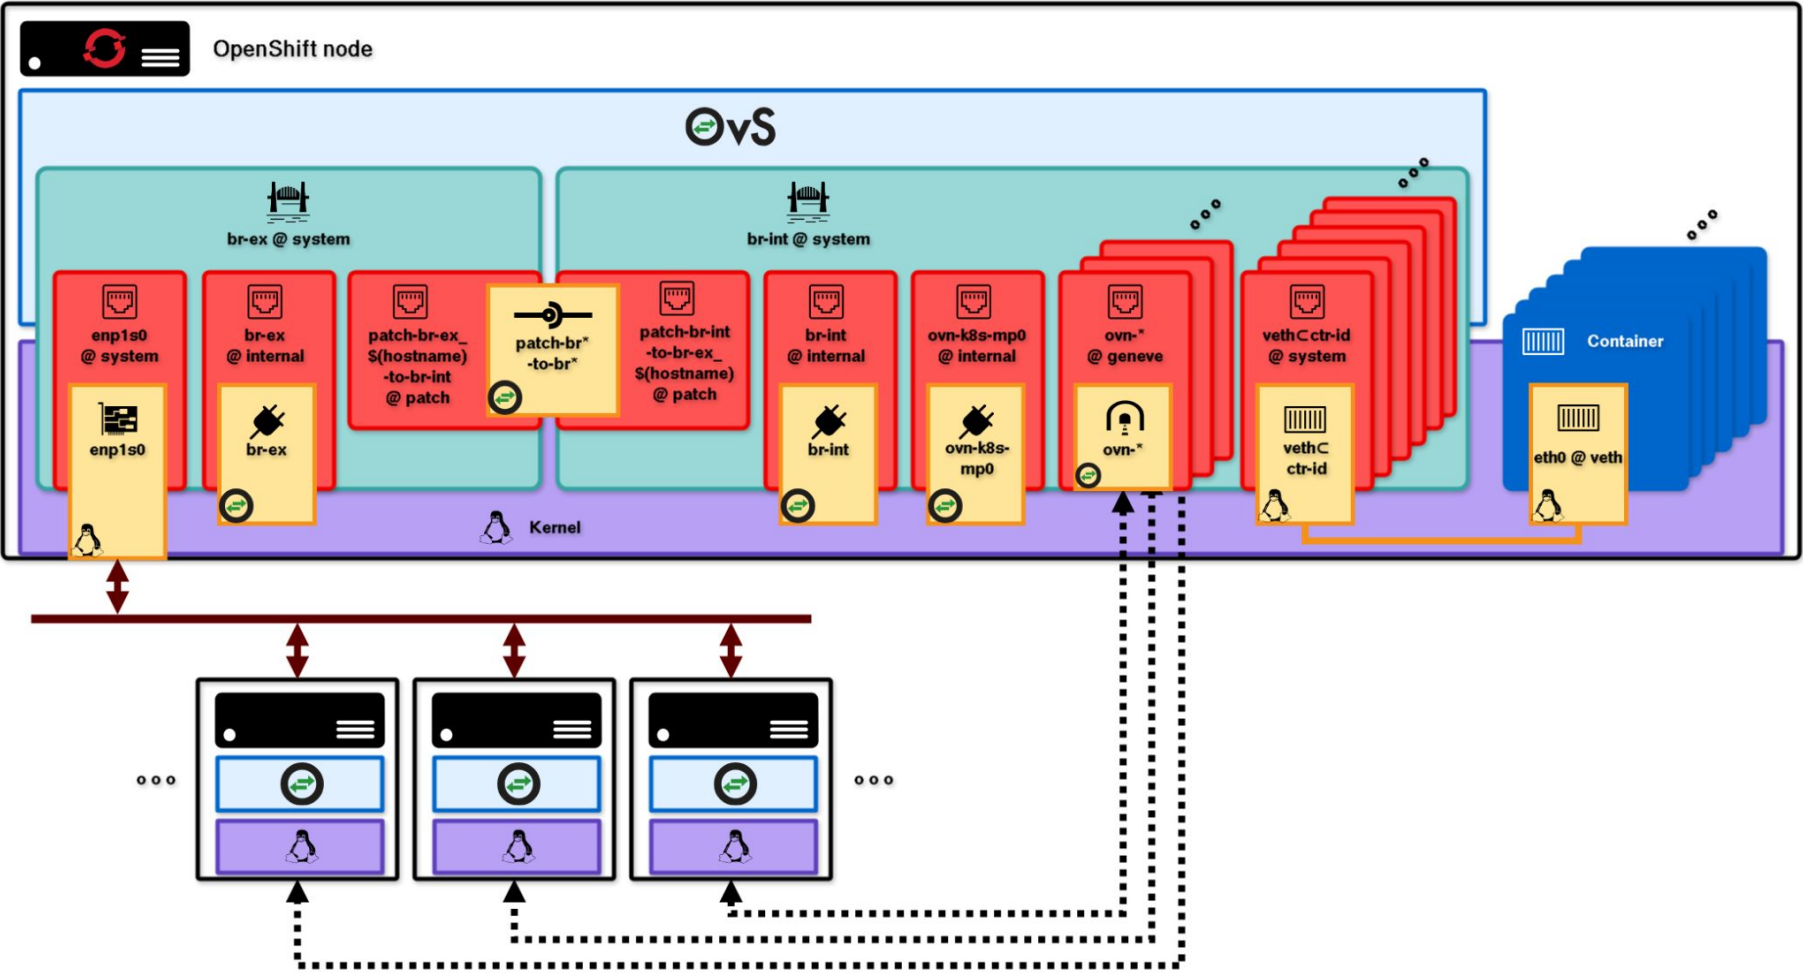 OpenShift node
OvS
br-ex @ system
br-int @ system
enp1s0
@ system
br-ex
@ internal
patch-br-ex_
$(hostname)
-to-br-int
@ patch
patch-br*
-to-br*
patch-br-int
-to-br-ex_
$(hostname)
@ patch
br-int
@ internal
ovn-k8s-mp0
@ internal
ovn-*
@ geneve
veth⊂ctr-id
@ system
Container
enp1s0
br-ex
br-int
ovn-k8s-
mp0
ovn-*
veth⊂
ctr-id
eth0 @ veth
Kernel